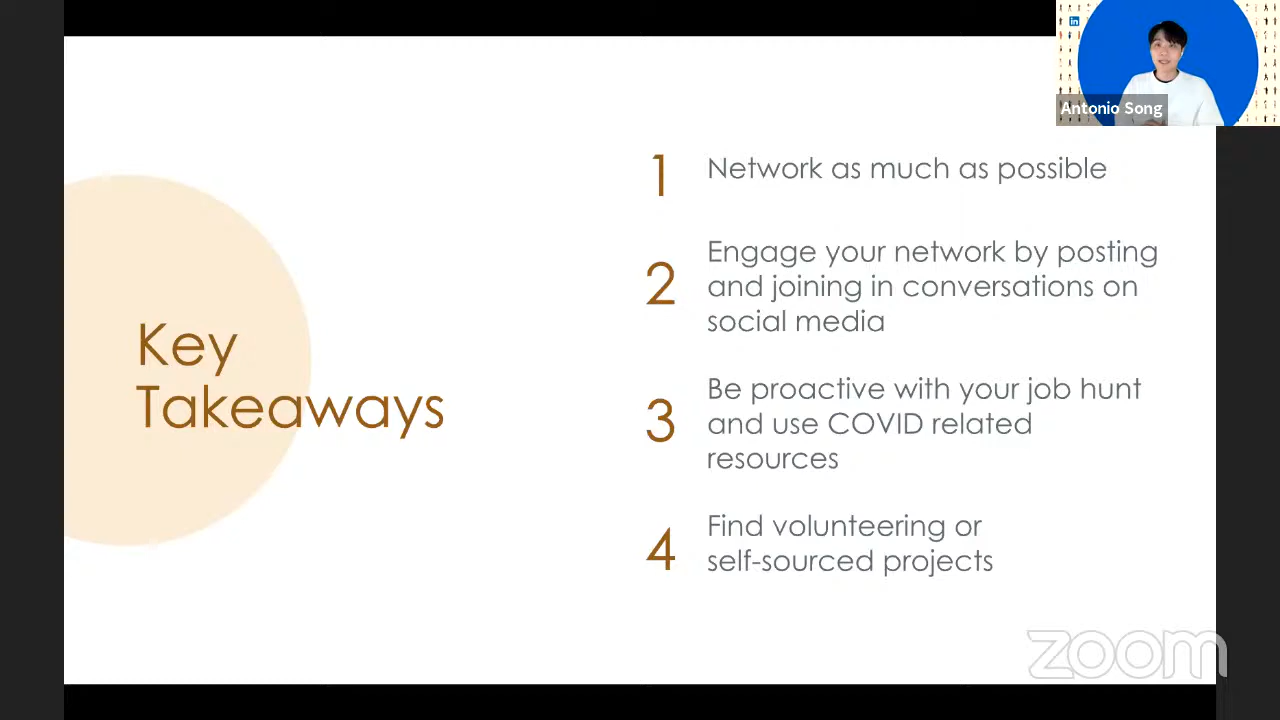 in
Antonio Song
Key
Takeaways
1
Network as much as possible
2
Engage your network by posting
and joining in conversations on
social media
3
Be proactive with your job hunt
and use COVID related
resources
4
Find volunteering or
self-sourced projects
zoom